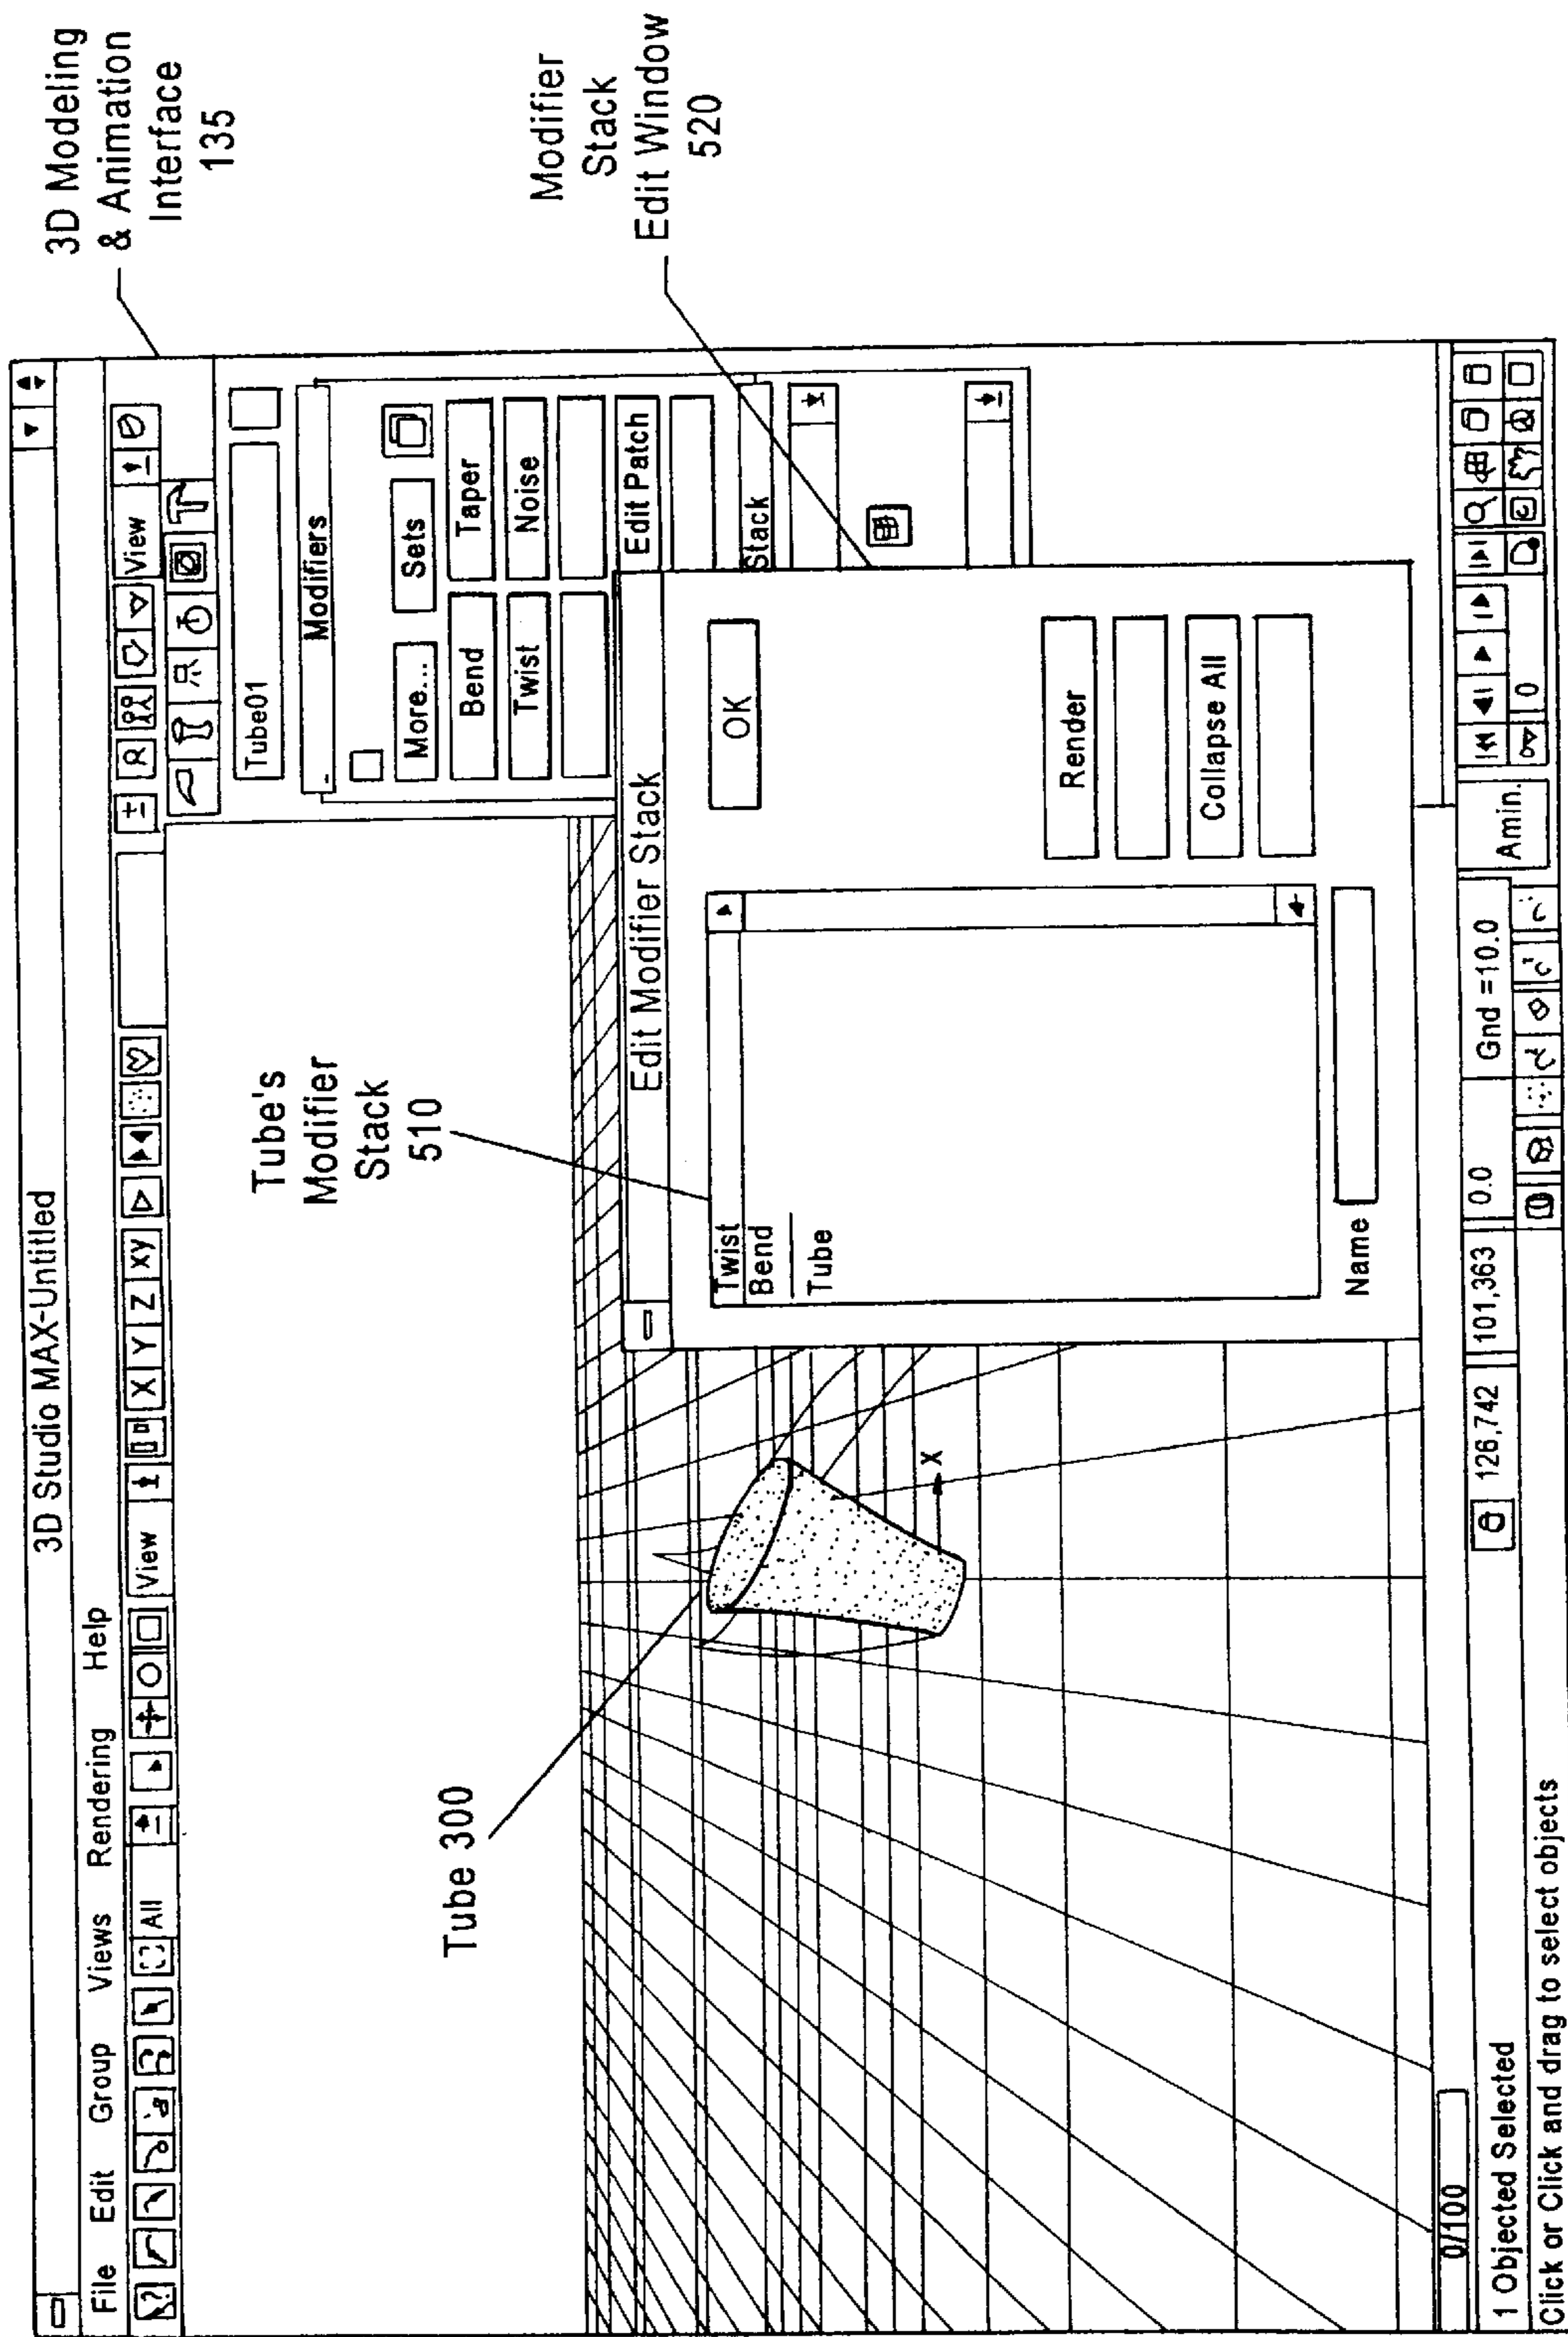 3D Modeling
& Animation
Interface
135
3D Studio MAX-Untitled
File Edit Group Views Rendering Help
All View X Y Z xy View
Tube01
Modifiers
More... Sets
Bend Taper
Twist Noise
Edit Patch
Stack
Tube's
Modifier
Stack
510
Tube 300
Modifier
Stack
Edit Window
520
Edit Modifier Stack
Twist
Bend
Tube
OK
Render
Collapse All
Name
X
0/100
1 Objected Selected
126,742 101,363 0.0 Gnd =10.0 Amin. 0
Click or Click and drag to select objects